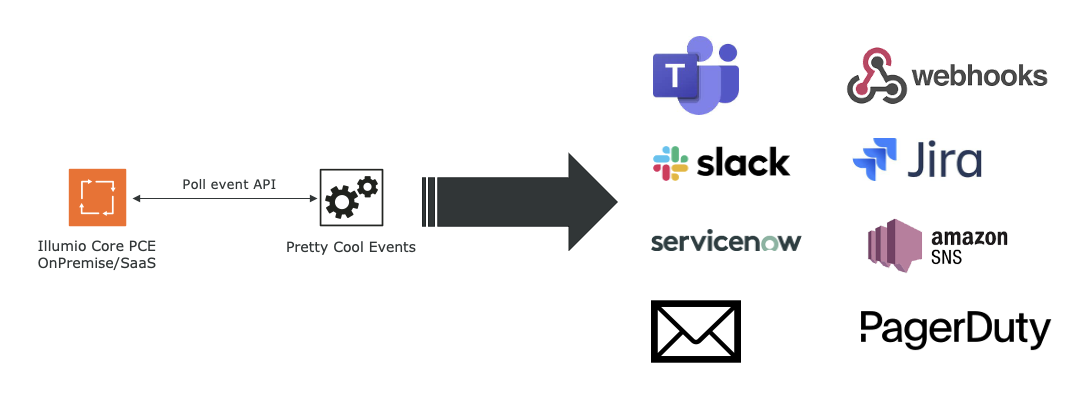 T
webhooks
slack
Jira
Poll event API
Illumio Core PCE
OnPremise/SaaS
Pretty Cool Events
servicenow
amazon
SNS
PagerDuty